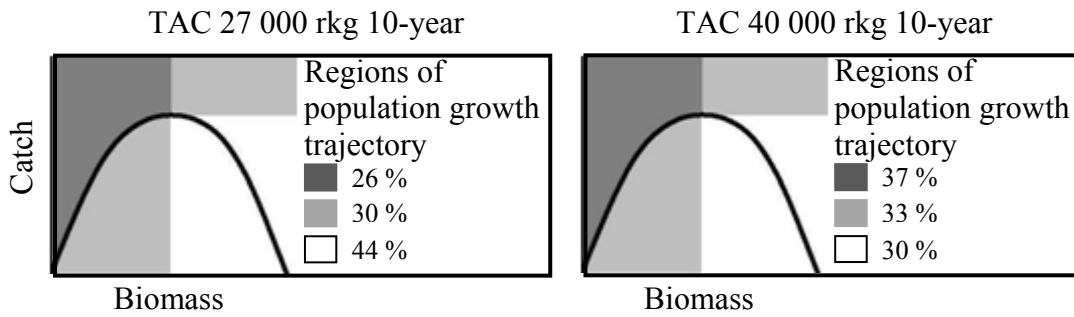 TAC 27 000 rkg 10-year
Catch
Regions of
population growth
trajectory
26 %
30 %
44 %
Biomass
TAC 40 000 rkg 10-year
Regions of
population growth
trajectory
37 %
33 %
30 %
Biomass